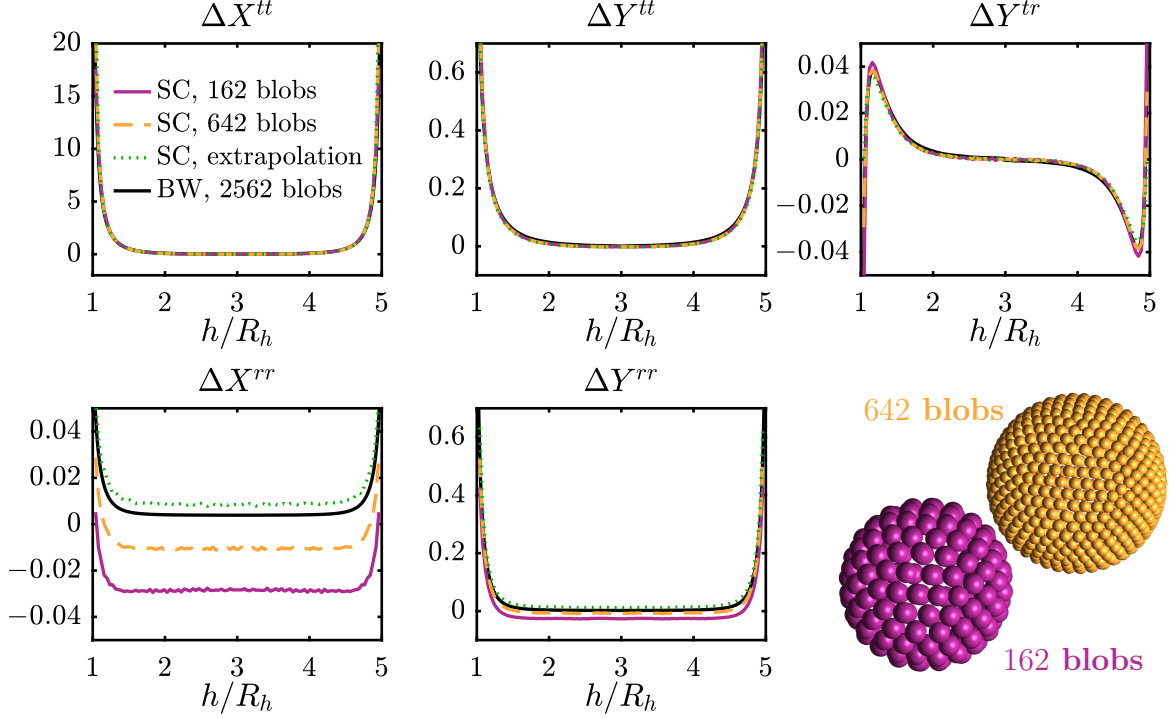 ΔX^{tt}
20
15
10
5
0
SC, 162 blobs
SC, 642 blobs
SC, extrapolation
BW, 2562 blobs
1 2 3 4 5
h/R_h
ΔY^{tt}
0.6
0.4
0.2
0
1 2 3 4 5
h/R_h
ΔY^{tr}
0.04
0.02
0
−0.02
−0.04
1 2 3 4 5
h/R_h
ΔX^{rr}
0.04
0.02
0
−0.02
−0.04
1 2 3 4 5
h/R_h
ΔY^{rr}
0.6
0.4
0.2
0
1 2 3 4 5
h/R_h
642 blobs
162 blobs